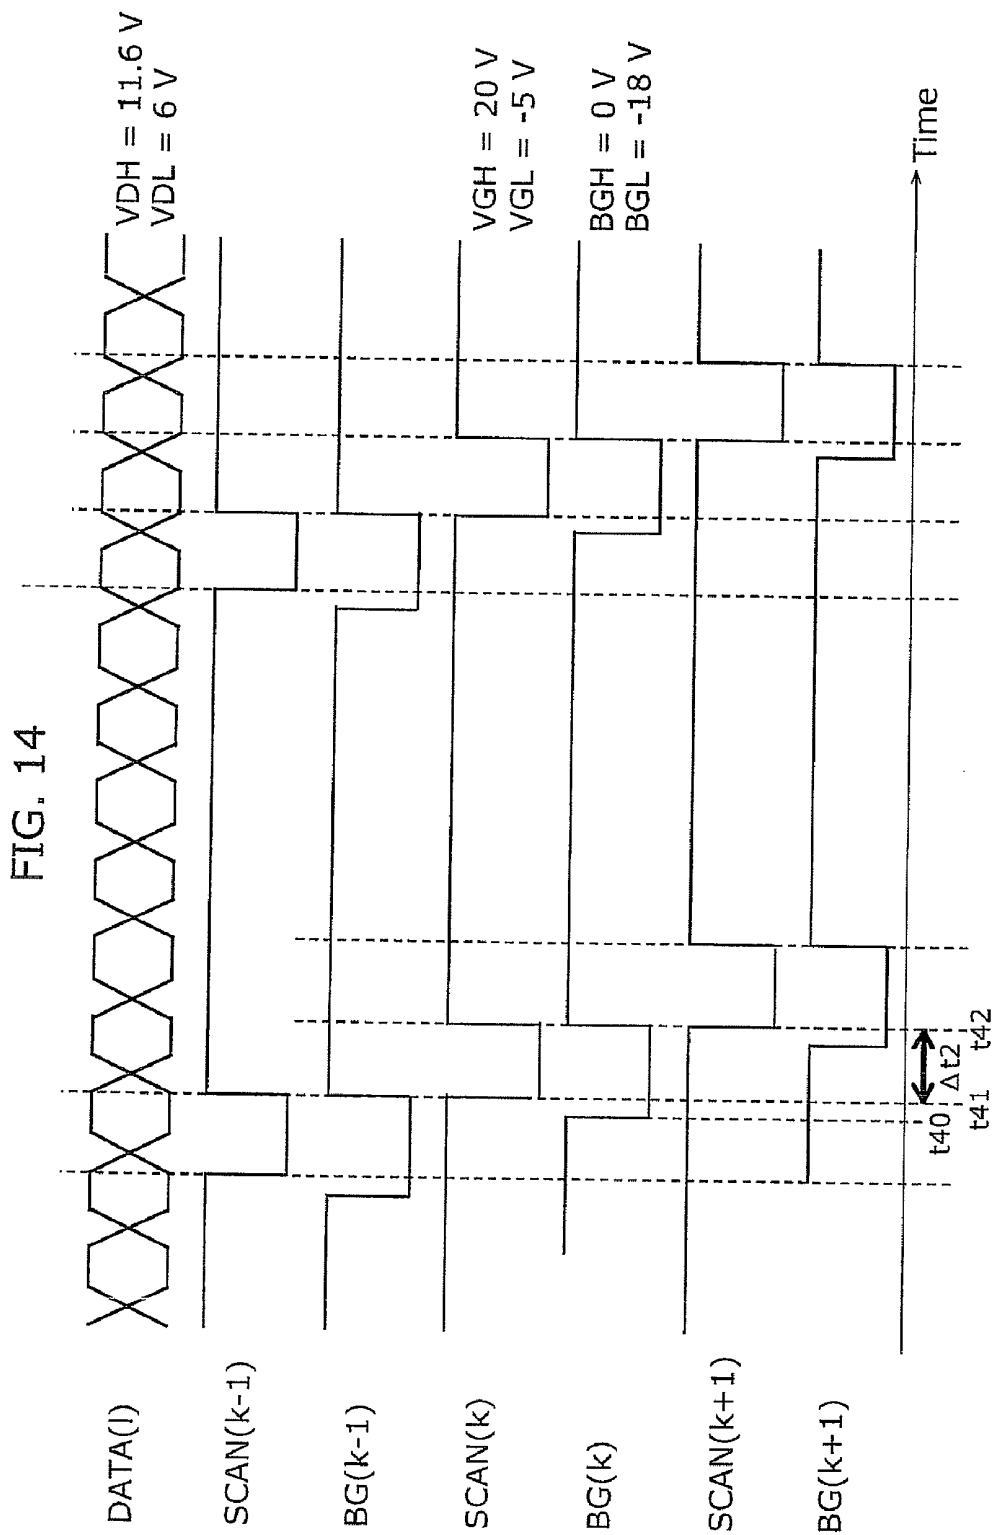 FIG. 14
DATA(l)
VDH = 11.6 V
VDL = 6 V
SCAN(k-1)
BG(k-1)
SCAN(k)
VGH = 20 V
VGL = -5 V
BG(k)
BGH = 0 V
BGL = -18 V
SCAN(k+1)
BG(k+1)
Time
t40
Δt2
t41
t42